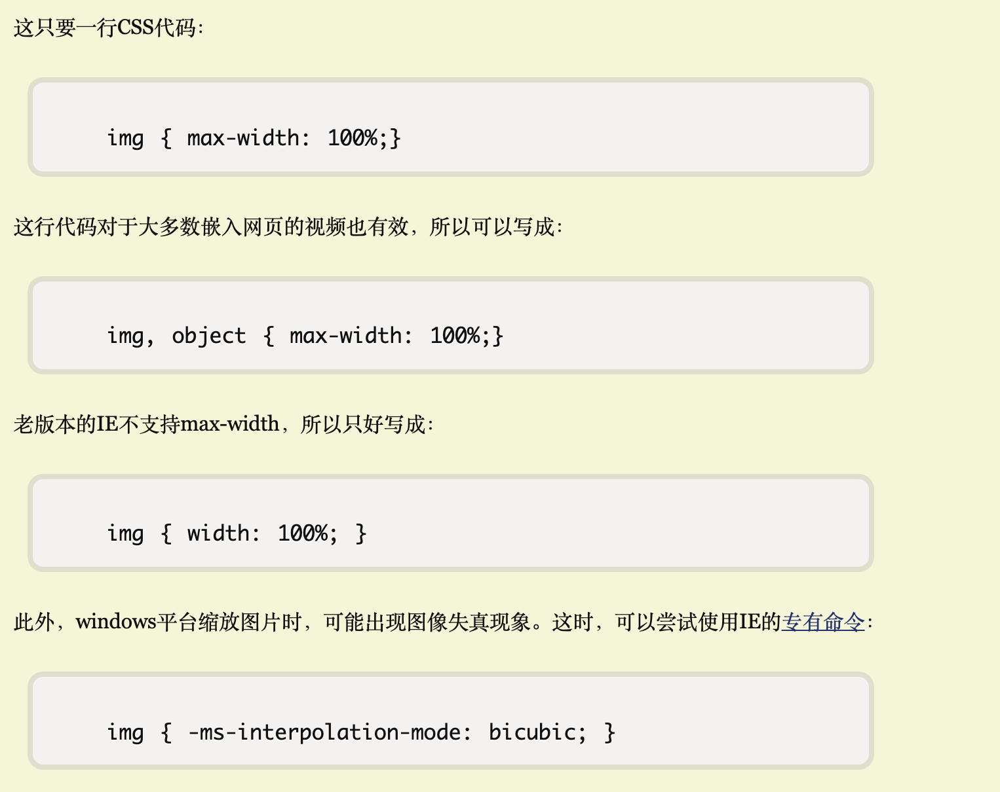 这只要一行CSS代码：
img { max-width: 100%;}
这行代码对于大多数嵌入网页的视频也有效，所以可以写成：
img, object { max-width: 100%;}
老版本的IE不支持max-width，所以只好写成：
img { width: 100%; }
此外，windows平台缩放图片时，可能出现图像失真现象。这时，可以尝试使用IE的专有命令：
img { -ms-interpolation-mode: bicubic; }